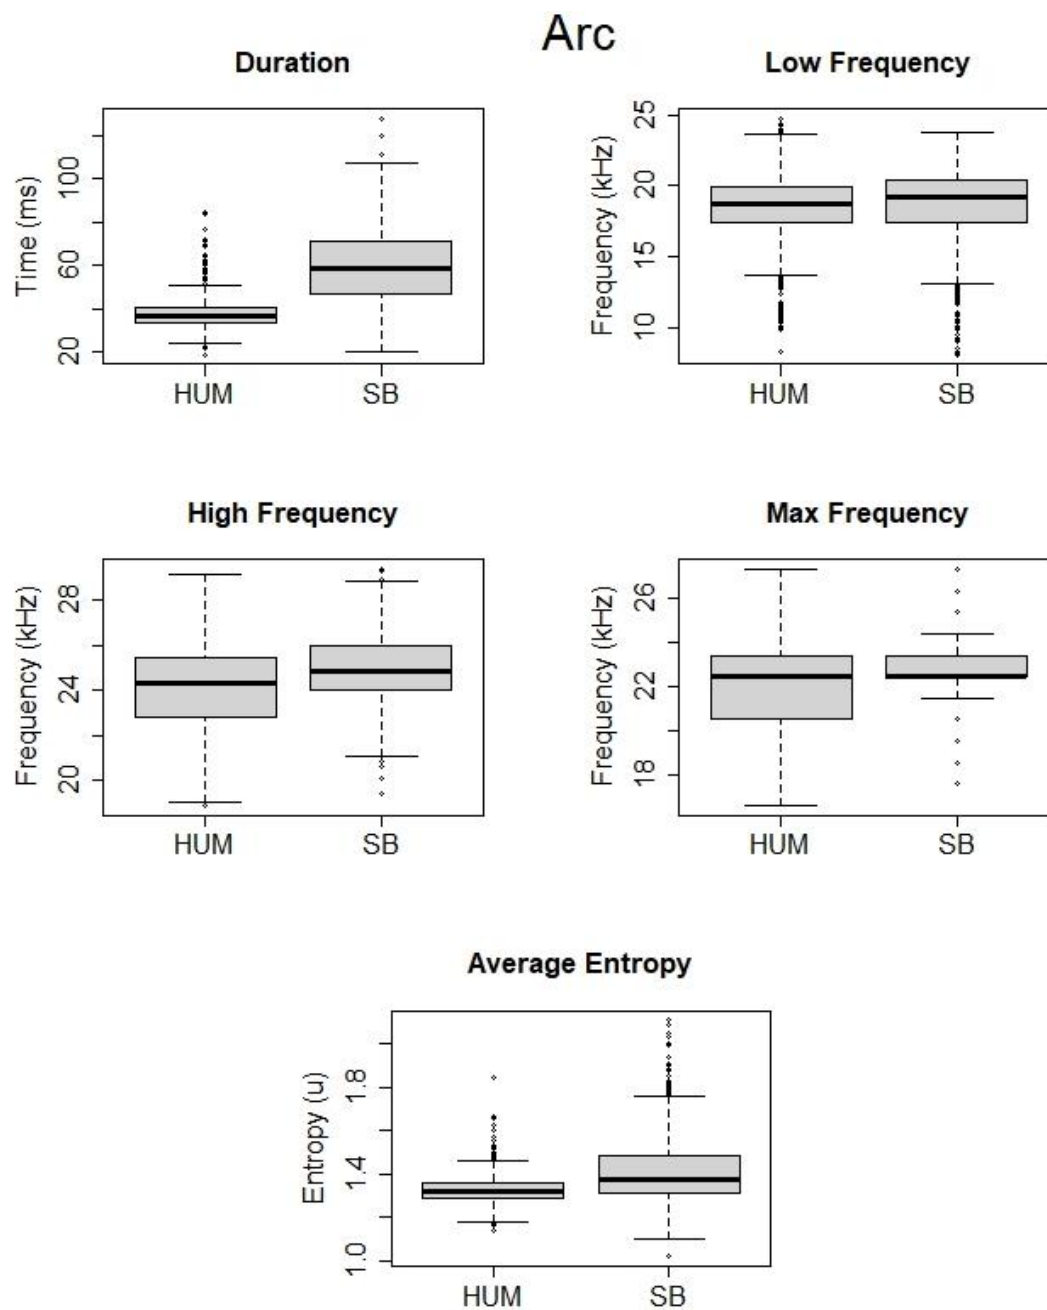 Arc
Duration
Time (ms)
100
60
20
HUM SB
Low Frequency
Frequency (kHz)
25
20
15
10
HUM SB
High Frequency
Frequency (kHz)
28
24
20
HUM SB
Max Frequency
Frequency (kHz)
26
22
18
HUM SB
Average Entropy
Entropy (u)
1.8
1.4
1.0
HUM SB